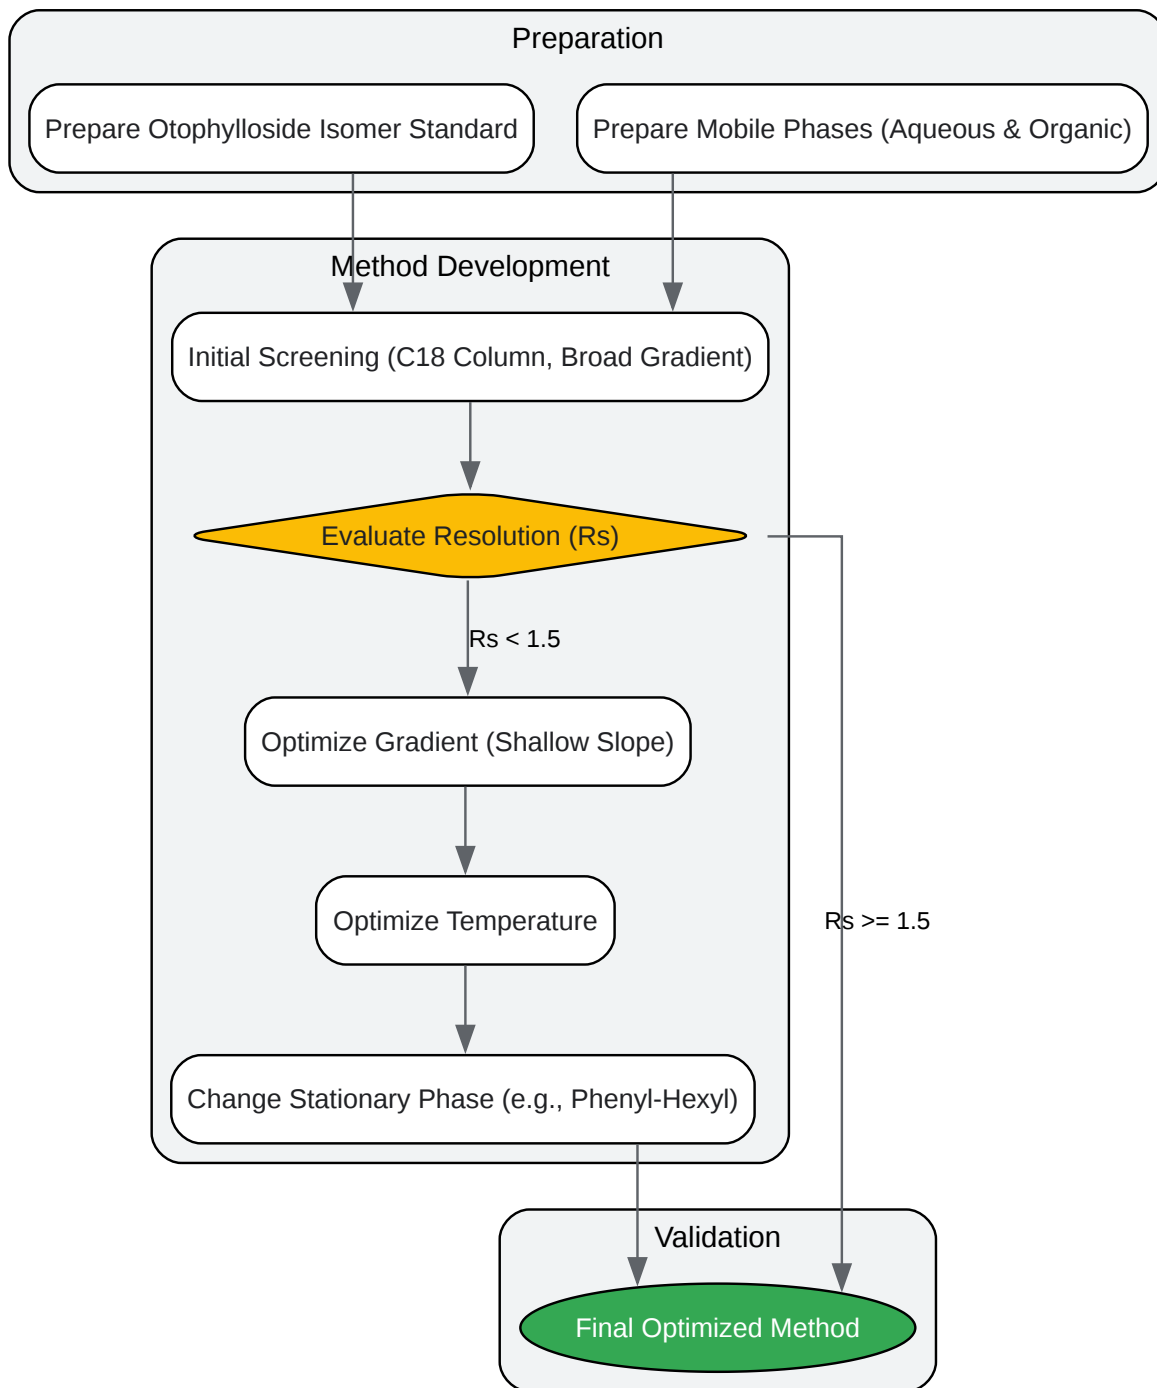 Preparation
Prepare Otophylloside Isomer Standard
Prepare Mobile Phases (Aqueous & Organic)
Method Development
Initial Screening (C18 Column, Broad Gradient)
Evaluate Resolution (Rs)
Rs < 1.5
Optimize Gradient (Shallow Slope)
Optimize Temperature
Rs >= 1.5
Change Stationary Phase (e.g., Phenyl-Hexyl)
Validation
Final Optimized Method